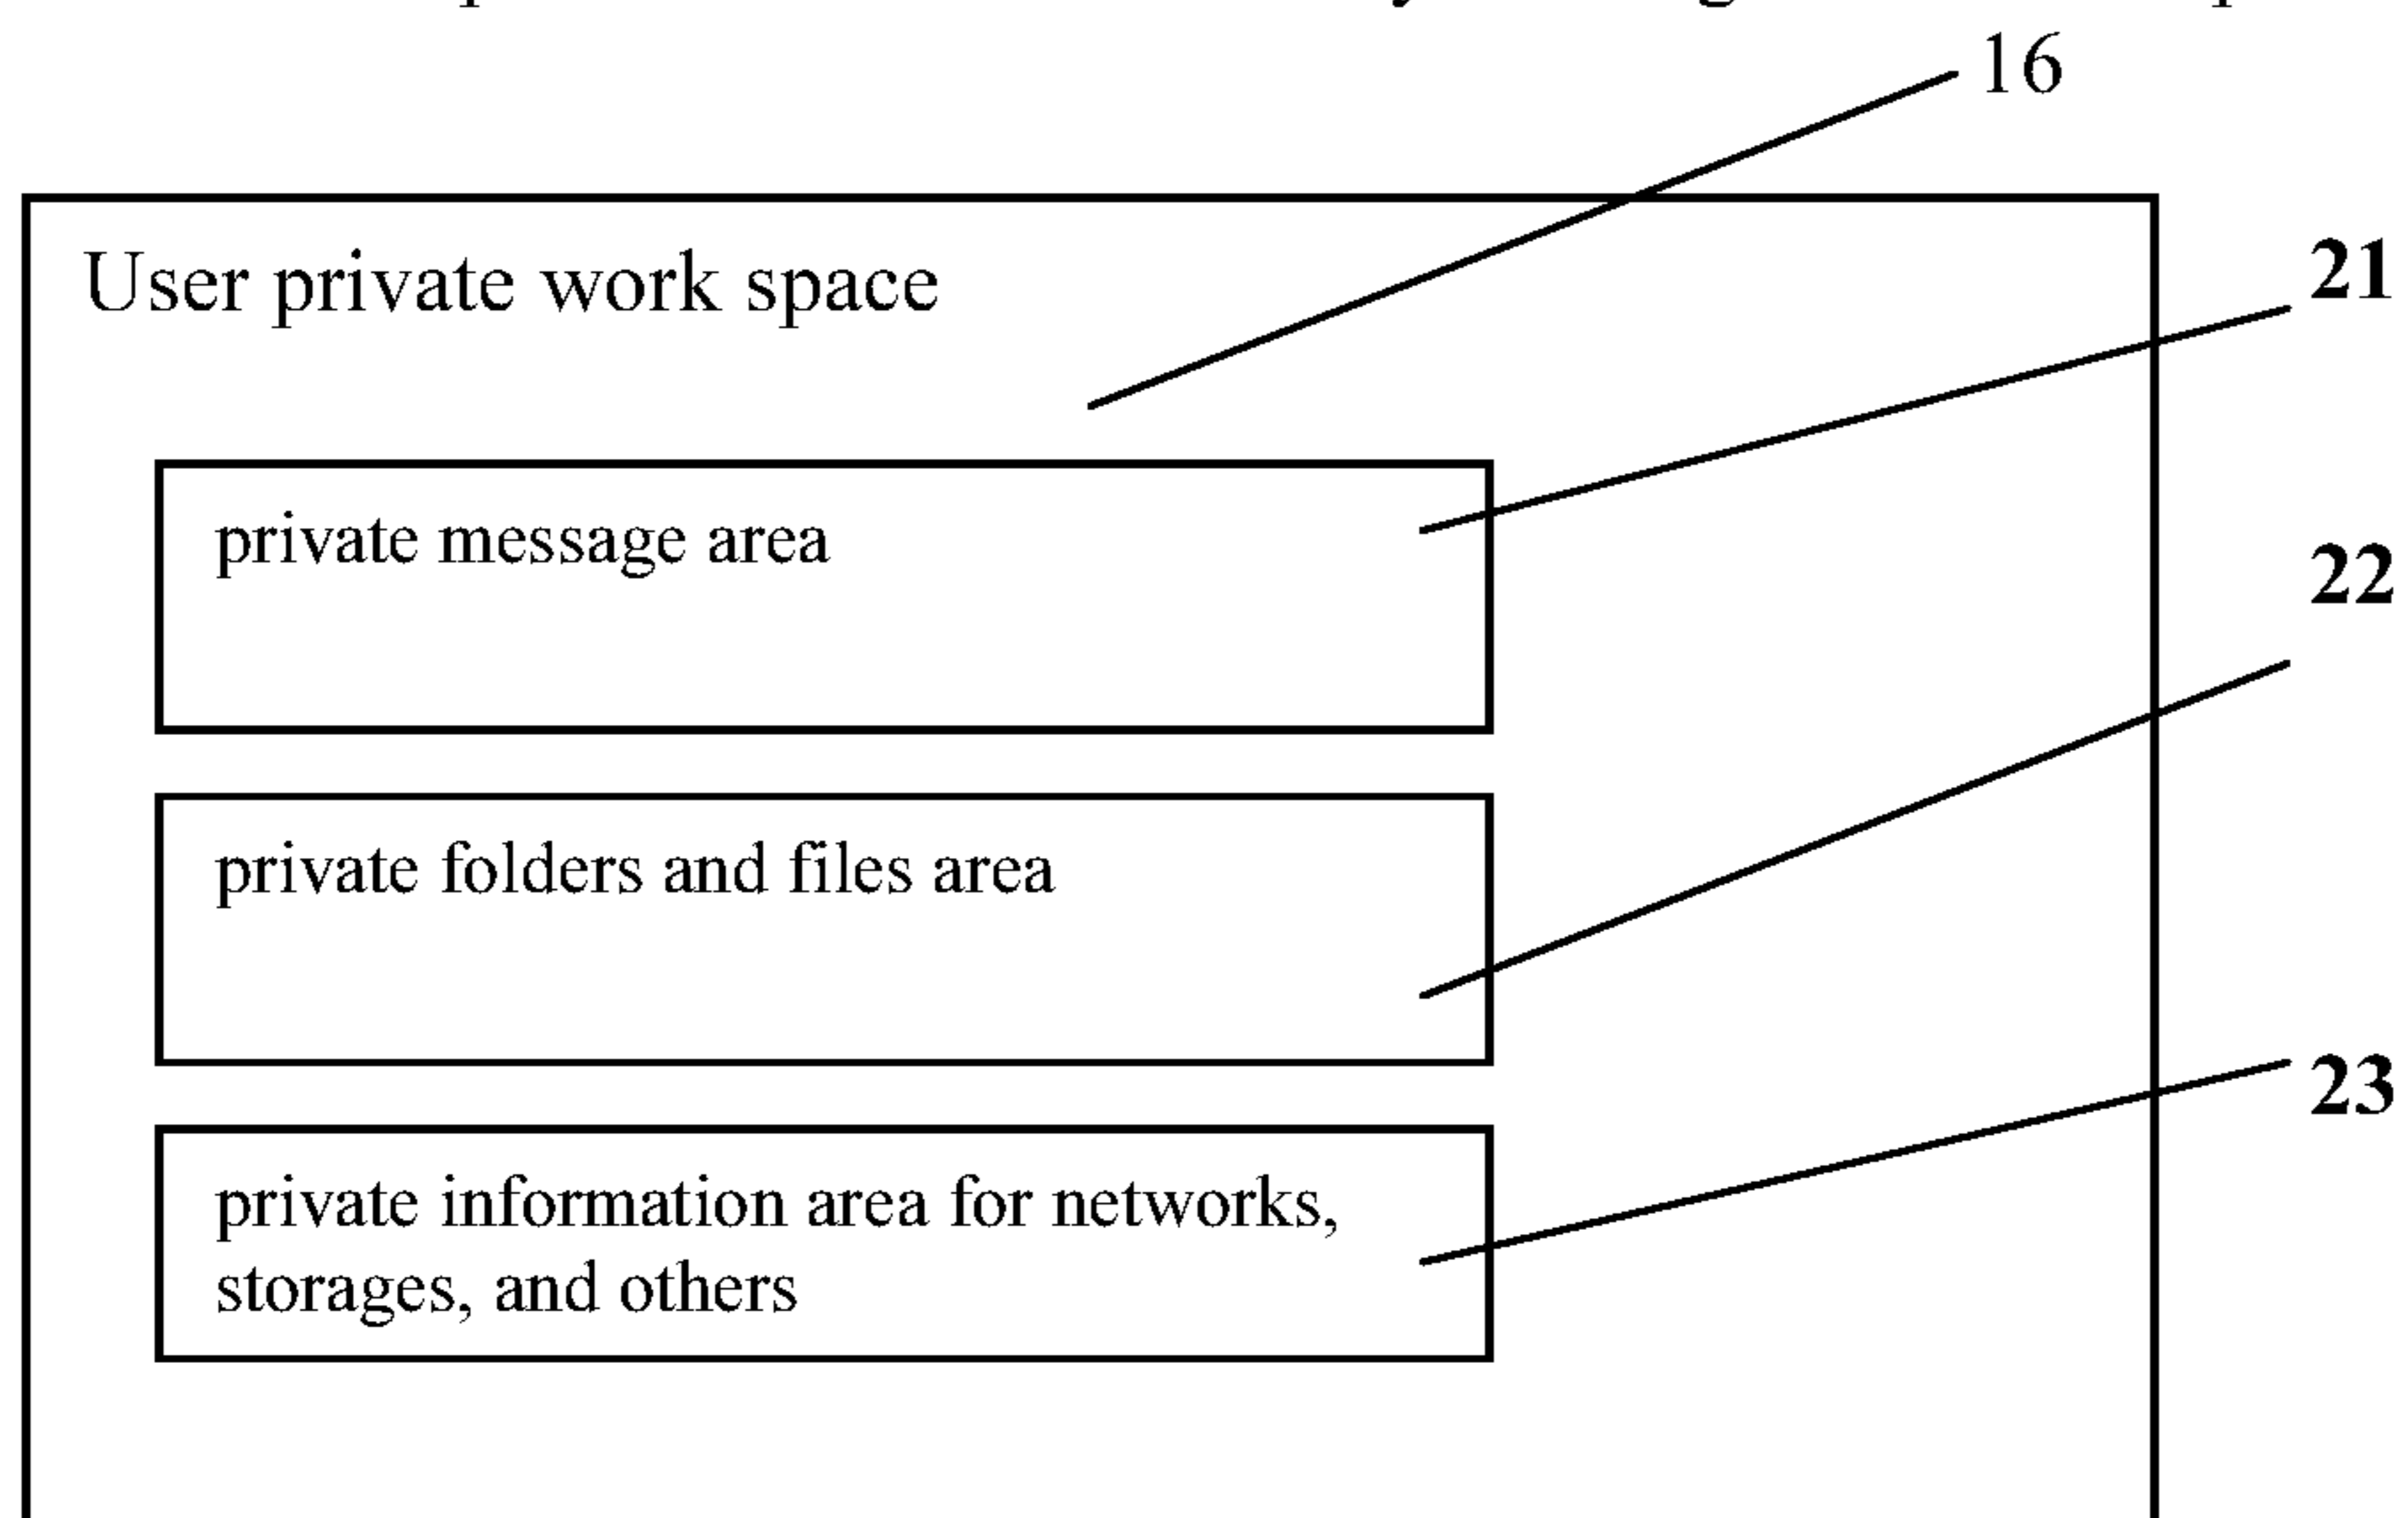 16
User private work space
21
private message area
22
private folders and files area
23
private information area for networks,
storages, and others